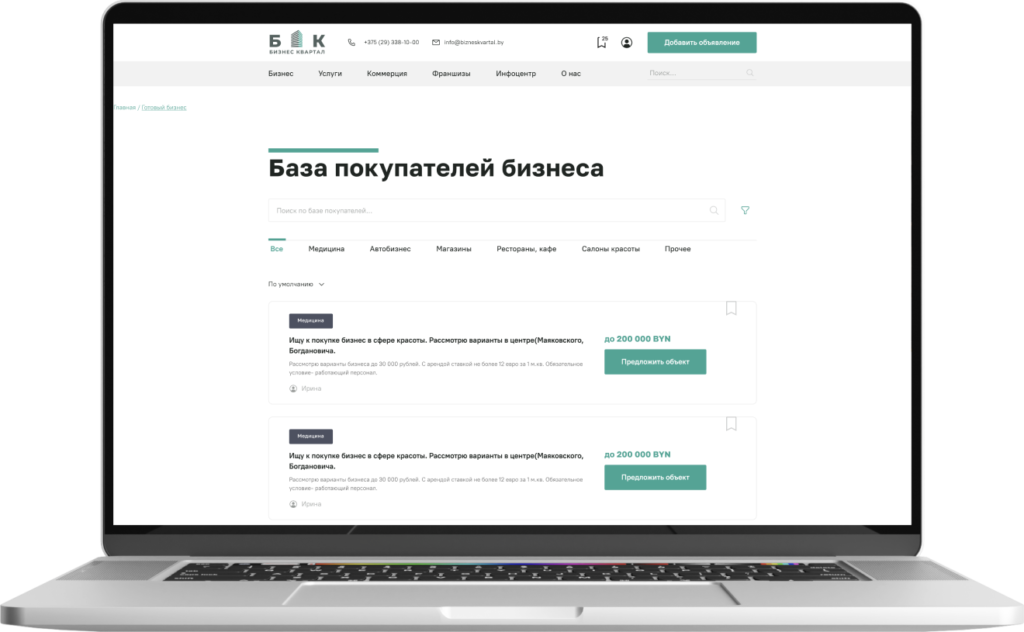 Б К
БИЗНЕС КВАРТАЛ
+375 (29) 336-10-00
info@bizneskvartal.by
25
Добавить объевление
Бизнес
Услуги
Коммерция
Франшизы
Инфоцентр
О нас
Поиск...
Главная / Готовый бизнес
База покупателей бизнеса
Поиск по базе покупателей...
Все
Медицина
Автобизнес
Магазины
Рестораны, кафе
Салоны красоты
Прочее
По умолчанию
Медицина
Ищу к покупке бизнес в сфере красоты. Рассмотрю варианты в центре(Маяковского,
Богдановича.
Рассмотрю варианты бизнеса до 30 000 рублей. С арендой ставкой не более 12 евро за 1 м.кв. Обязательное
условие- работающий персонал.
Ирина
до 200 000 BYN
Предложить объект
Медицина
Ищу к покупке бизнес в сфере красоты. Рассмотрю варианты в центре(Маяковского,
Богдановича.
Рассмотрю варианты бизнеса до 30 000 рублей. С арендой ставкой не более 12 евро за 1 м.кв. Обязательное
условие- работающий персонал.
Ирина
до 200 000 BYN
Предложить объект